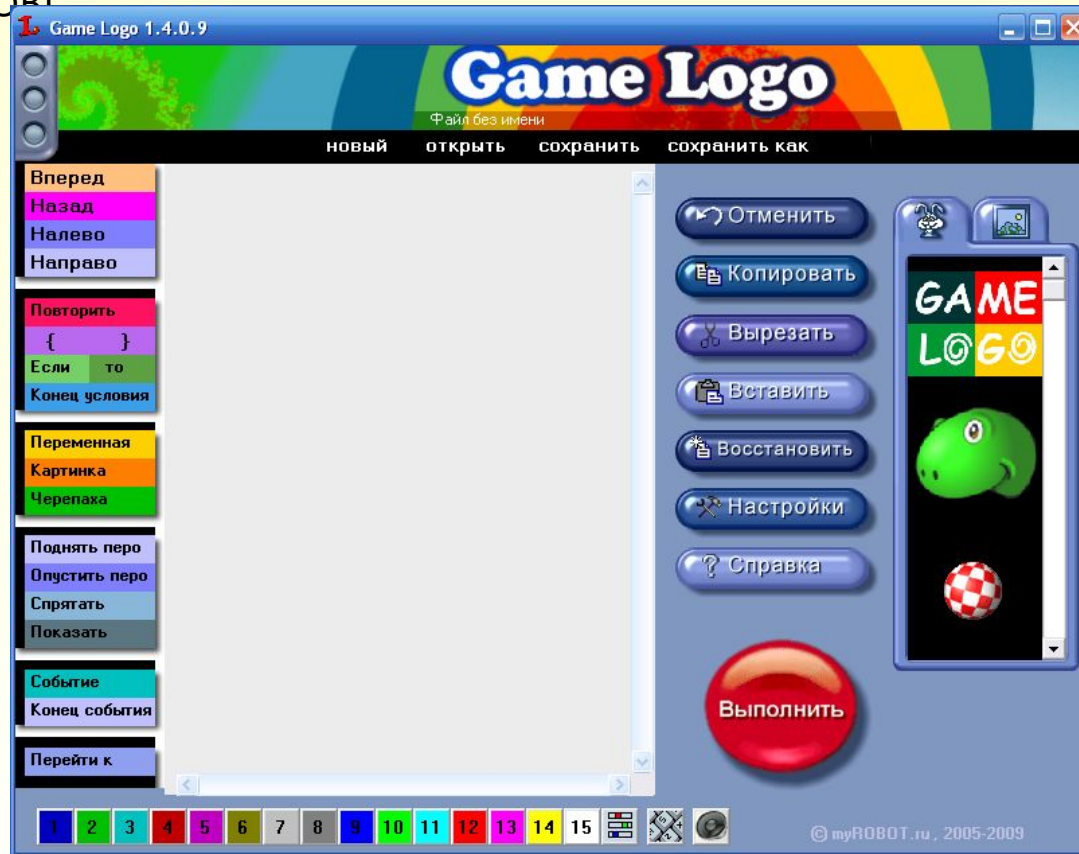 Game Logo 1.4.0.9
Game Logo
Файл без имени
новый открыть сохранить сохранить как
Вперед
Назад
Налево
Направо
Повторить
{ }
Если то
Конец условия
Переменная
Картинка
Черепаха
Поднять перо
Опустить перо
Спрятать
Показать
Событие
Конец события
Перейти к
Отменить
Копировать
Вырезать
Вставить
Восстановить
Настройки
Справка
Выполнить
GAME
LOGO
1 2 3 4 5 6 7 8 9 10 11 12 13 14 15
© myROBOT.ru, 2005-2009